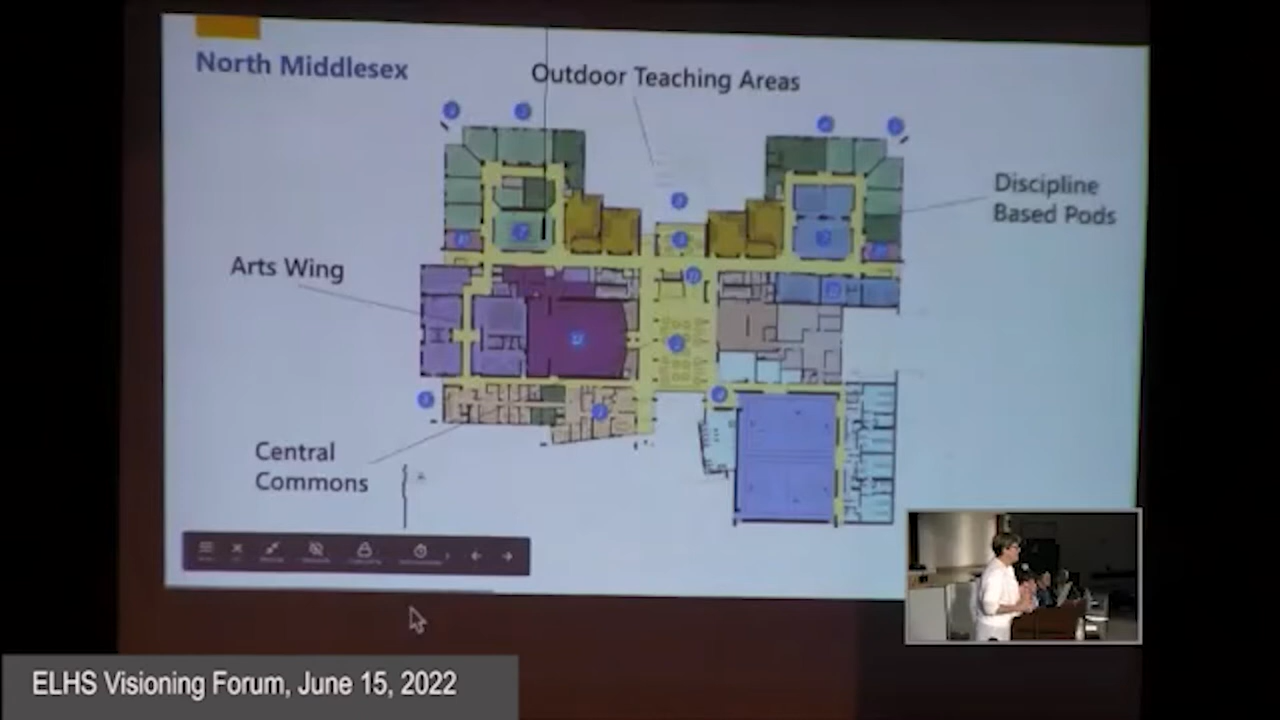 North Middlesex
Outdoor Teaching Areas
Discipline
Based Pods
Arts Wing
Central
Commons
ELHS Visioning Forum, June 15, 2022